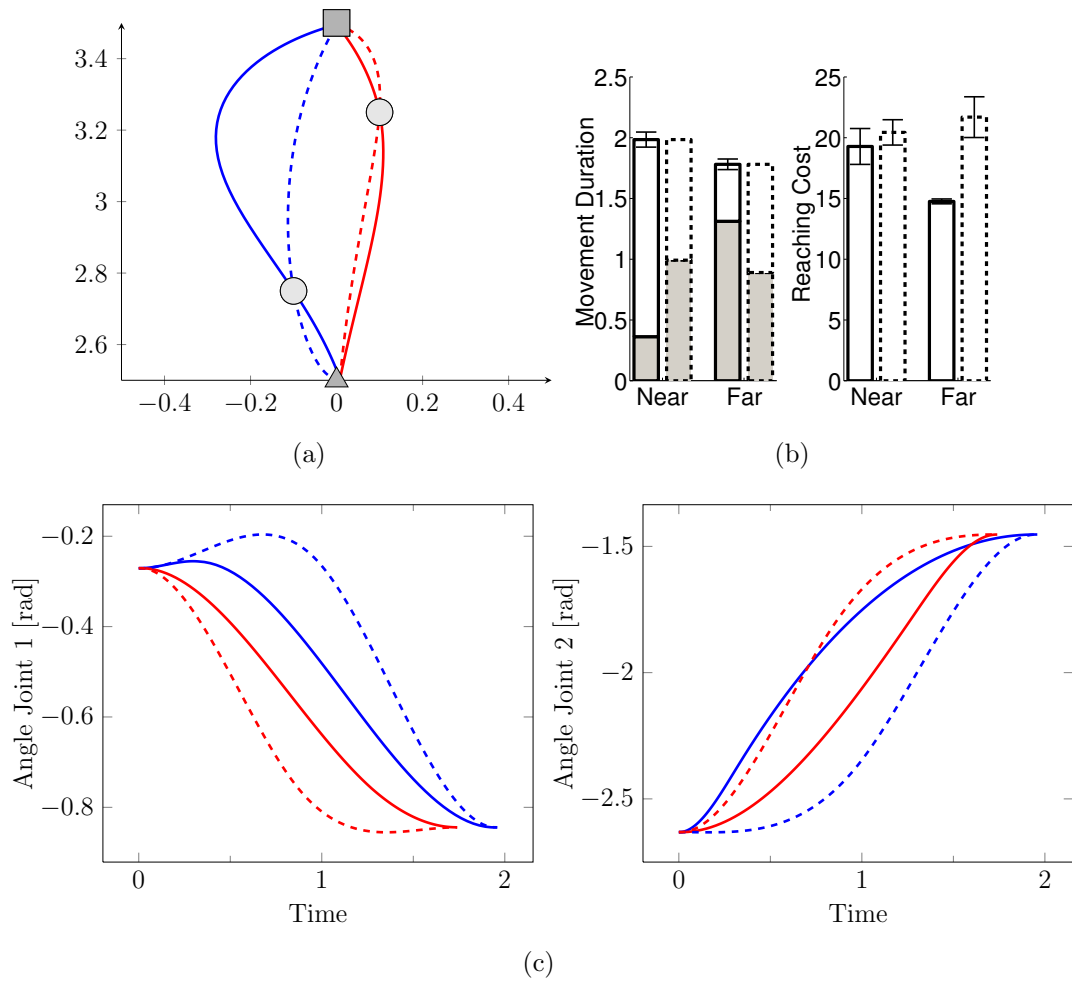 3.4
3.2
3
2.8
2.6
−0.4 −0.2 0 0.2 0.4
(a)
Movement Duration
2.5
2
1.5
1
0.5
0
Near Far
Reaching Cost
25
20
15
10
5
0
Near Far
(b)
Angle Joint 1 [rad]
−0.2
−0.4
−0.6
−0.8
0 1 2
Time
Angle Joint 2 [rad]
−1.5
−2
−2.5
0 1 2
Time
(c)